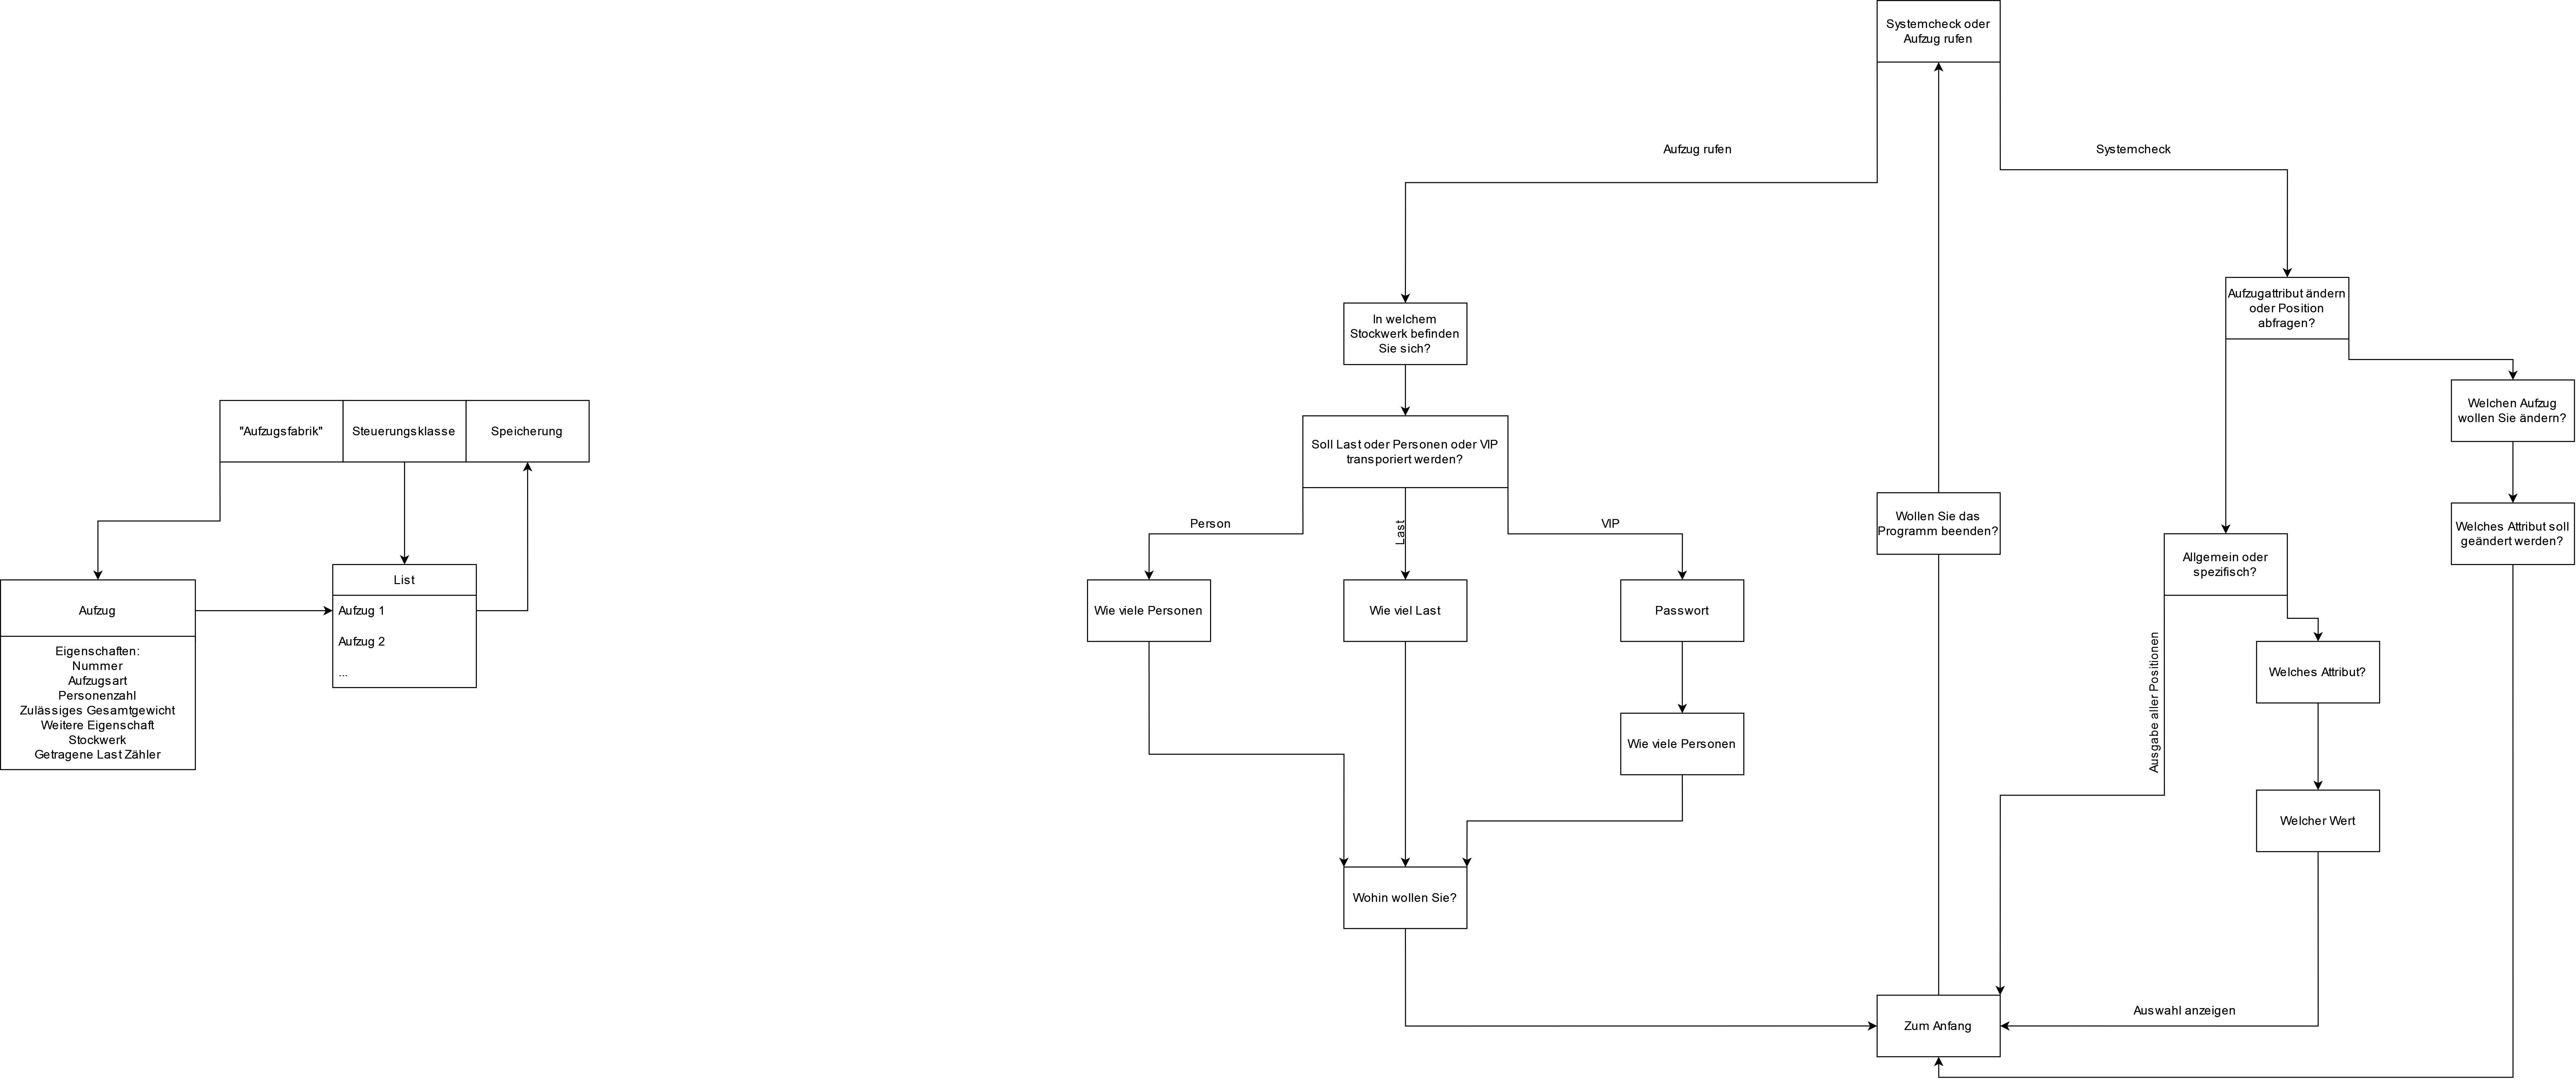 "Aufzugsfabrik"
Steuerungsklasse
Speicherung
Aufzug
Eigenschaften:
Nummer
Aufzugsart
Personenzahl
Zulässiges Gesamtgewicht
Weitere Eigenschaft
Stockwerk
Getragene Last Zähler
List
Aufzug 1
Aufzug 2
...
Systemcheck oder
Aufzug rufen
Aufzug rufen
Systemcheck
In welchem
Stockwerk befinden
Sie sich?
Soll Last oder Personen oder VIP
transporiert werden?
Person
Last
VIP
Wie viele Personen
Wie viel Last
Passwort
Wie viele Personen
Wohin wollen Sie?
Wollen Sie das
Programm beenden?
Zum Anfang
Aufzugattribut ändern
oder Position
abfragen?
Welchen Aufzug
wollen Sie ändern?
Welches Attribut soll
geändert werden?
Allgemein oder
spezifisch?
Ausgabe aller Positionen
Welches Attribut?
Welcher Wert
Auswahl anzeigen